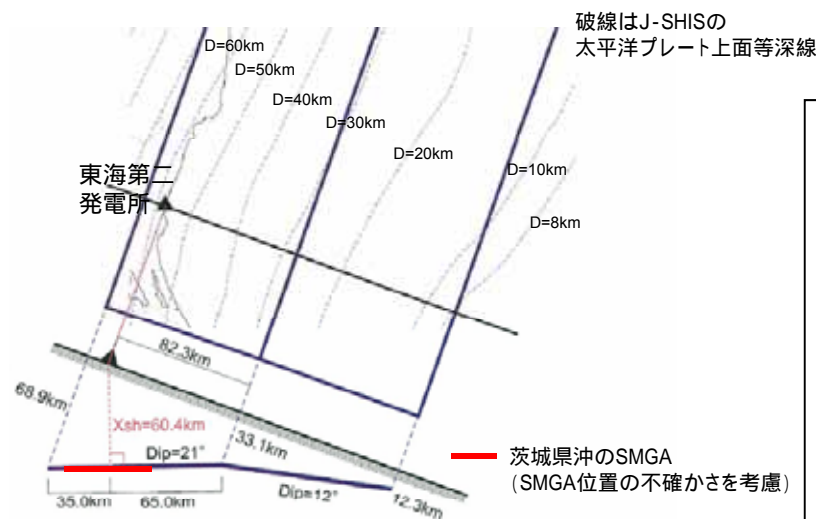 破線はJ-SHISの
太平洋プレート上面等深線
D=60km
D=50km
D=40km
D=30km
D=20km
D=10km
D=8km
東海第二
発電所
82.3km
68.9km
Xsh=60.4km
33.1km
Dip=21°
Dip=12°
12.3km
35.0km
65.0km
茨城県沖のSMGA
(SMGA位置の不確かさを考慮)